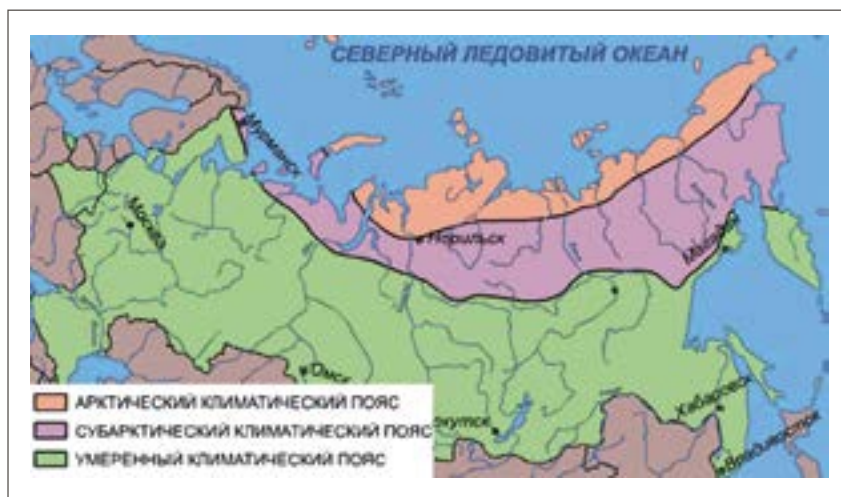 СЕВЕРНЫЙ ЛЕДОВИТЫЙ ОКЕАН
Мурманск
Москва
Норильск
Магадан
Омск
ркутск
Хабаровск
Владивосток
АРКТИЧЕСКИЙ КЛИМАТИЧЕСКИЙ ПОЯС
СУБАРКТИЧЕСКИЙ КЛИМАТИЧЕСКИЙ ПОЯС
УМЕРЕННЫЙ КЛИМАТИЧЕСКИЙ ПОЯС